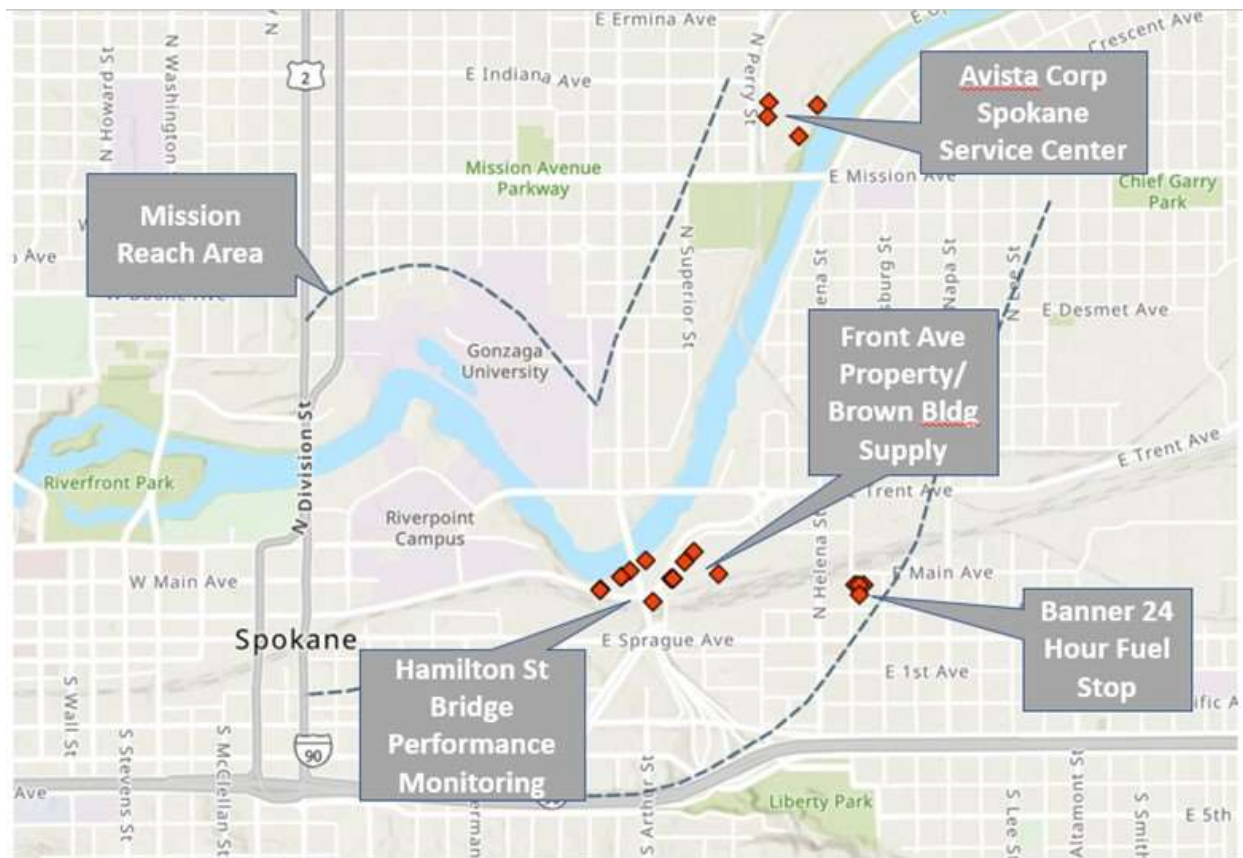 E Ermina Ave
N Perry St
Crescent Ave
N Howard St
N Washington
2
E Indiana Ave
Avista Corp
Spokane
Service Center
Mission Avenue
Parkway
E Mission Ave
Chief Garry
Park
Mission
Reach Area
N Superior St
Ave
N Lee St
Napa St
E Desmet Ave
Gonzaga
University
Front Ave
Property/
Brown Bldg
Supply
N Division St
Riverfront Park
E Trent Ave
Trent Ave
Riverpoint
Campus
N Helena St
W Main Ave
E Main Ave
Spokane
E Sprague Ave
Banner 24
Hour Fuel
Stop
Hamilton St
Bridge
Performance
Monitoring
E 1st Ave
S Wall St
S Stevens St
S McClellan St
90
Ave
S Arthur St
Liberty Park
S Lee St
Altamont St
S Smith
E 5th